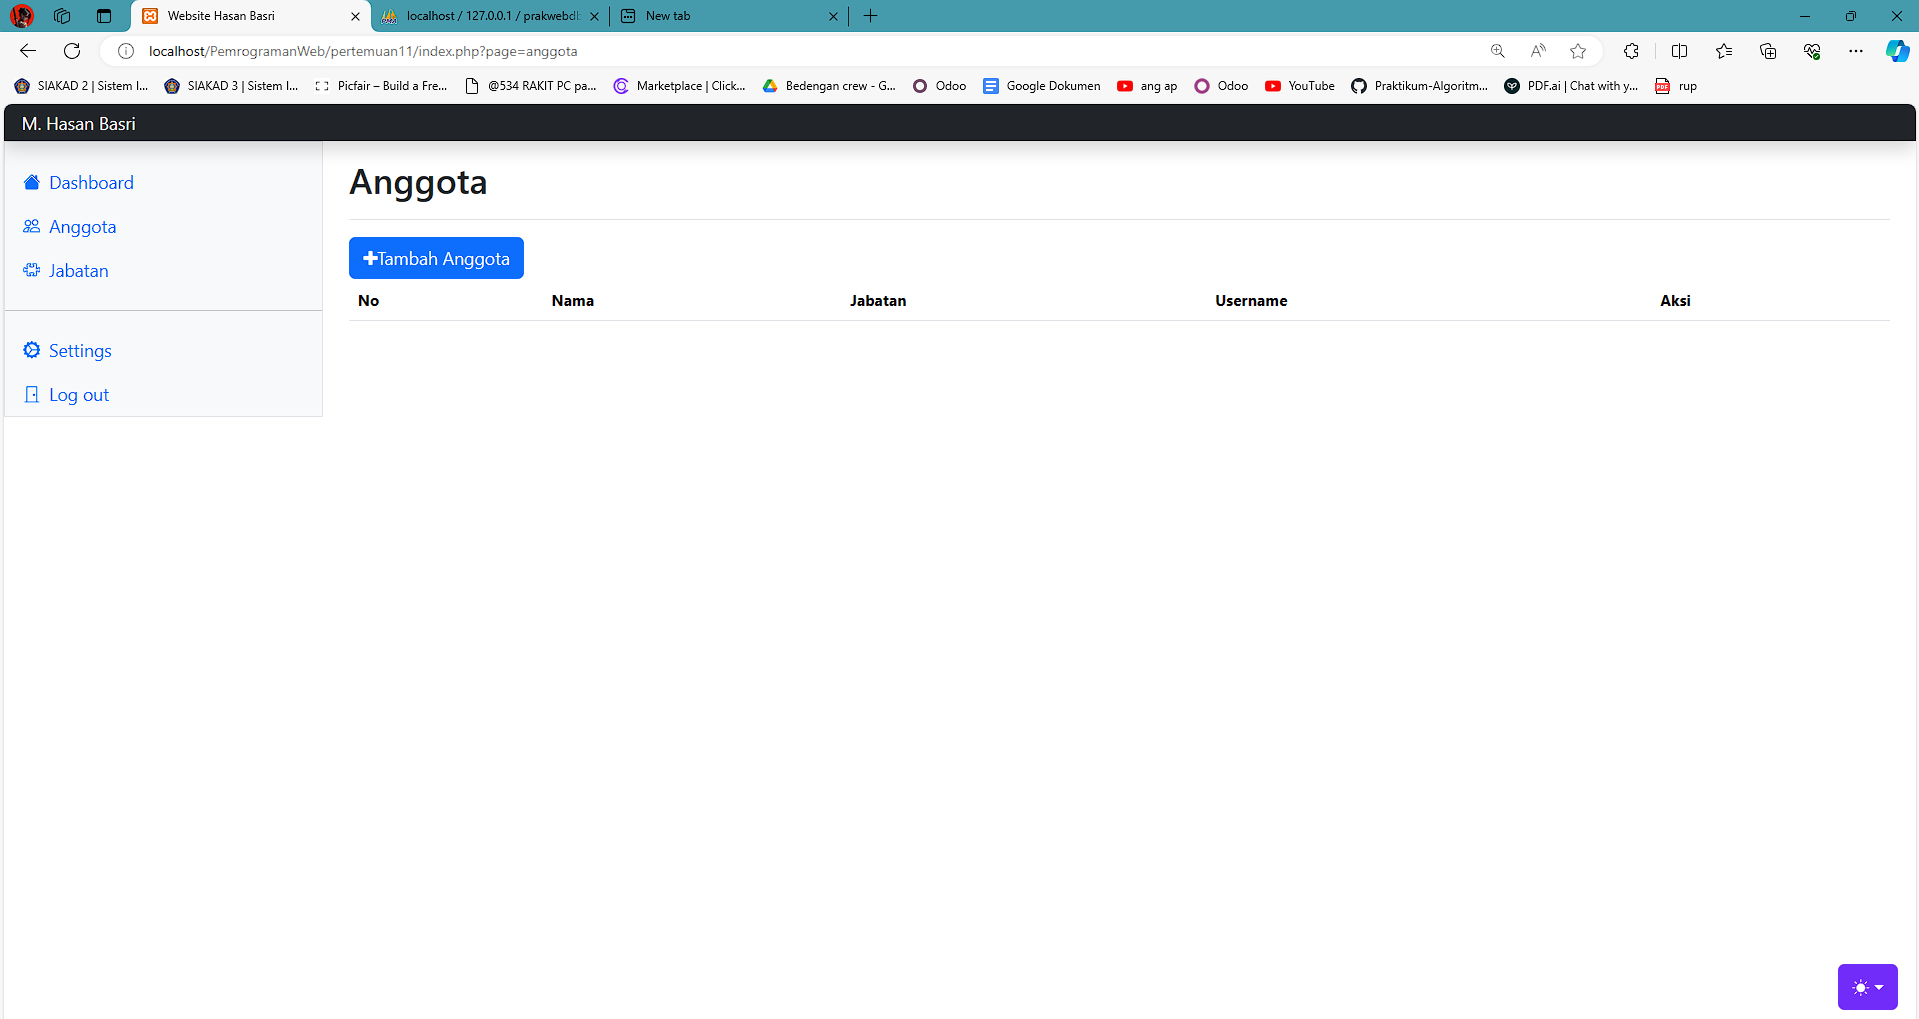 Website Hasan Basri
localhost / 127.0.0.1 / prakwebdb
New tab
localhost/PemrogramanWeb/pertemuan11/index.php?page=anggota
SIAKAD 2 | Sistem I...
SIAKAD 3 | Sistem I...
Picfair – Build a Fre...
@534 RAKIT PC pa...
Marketplace | Click...
Bedengan crew - G...
Odoo
Google Dokumen
ang ap
Odoo
YouTube
Praktikum-Algoritm...
PDF.ai | Chat with y...
rup
M. Hasan Basri
Dashboard
Anggota
Jabatan
Settings
Log out
Anggota
Tambah Anggota
No Nama Jabatan Username Aksi